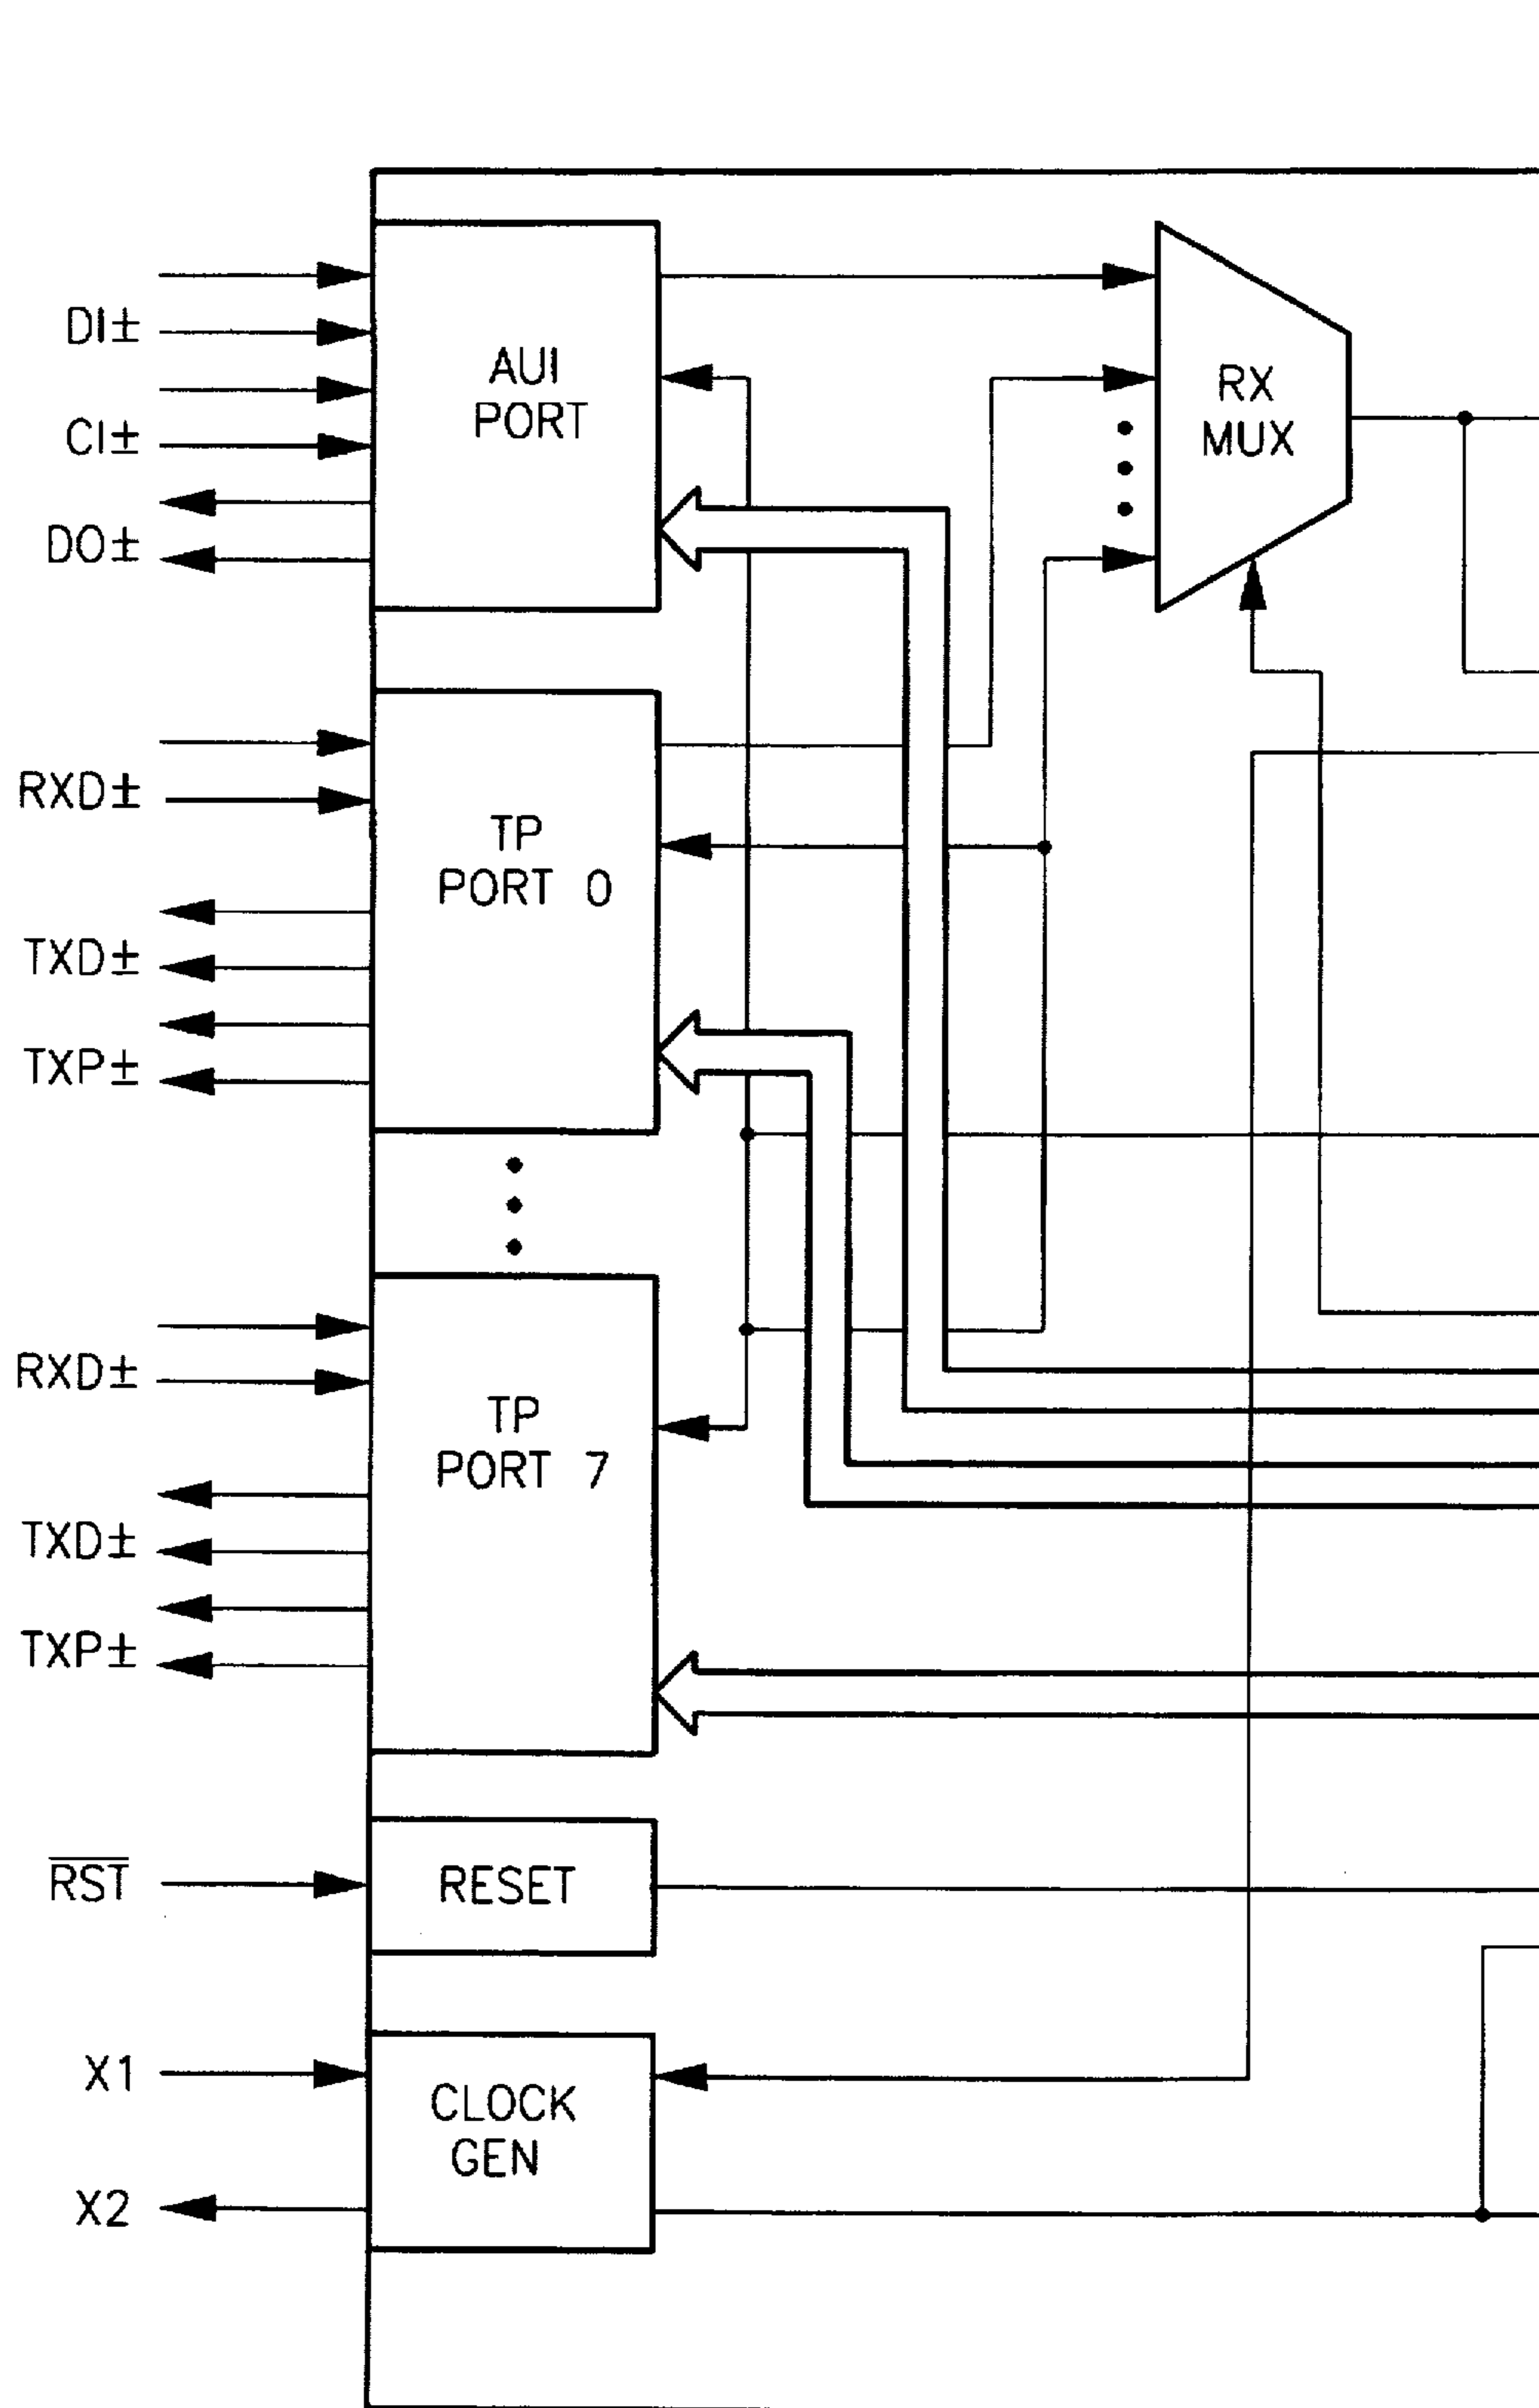 DI±
CI±
DO±
AUI
PORT
RX
MUX
RXD±
TXD±
TXP±
TP
PORT 0
RXD±
TXD±
TXP±
TP
PORT 7
RST
RESET
X1
X2
CLOCK
GEN